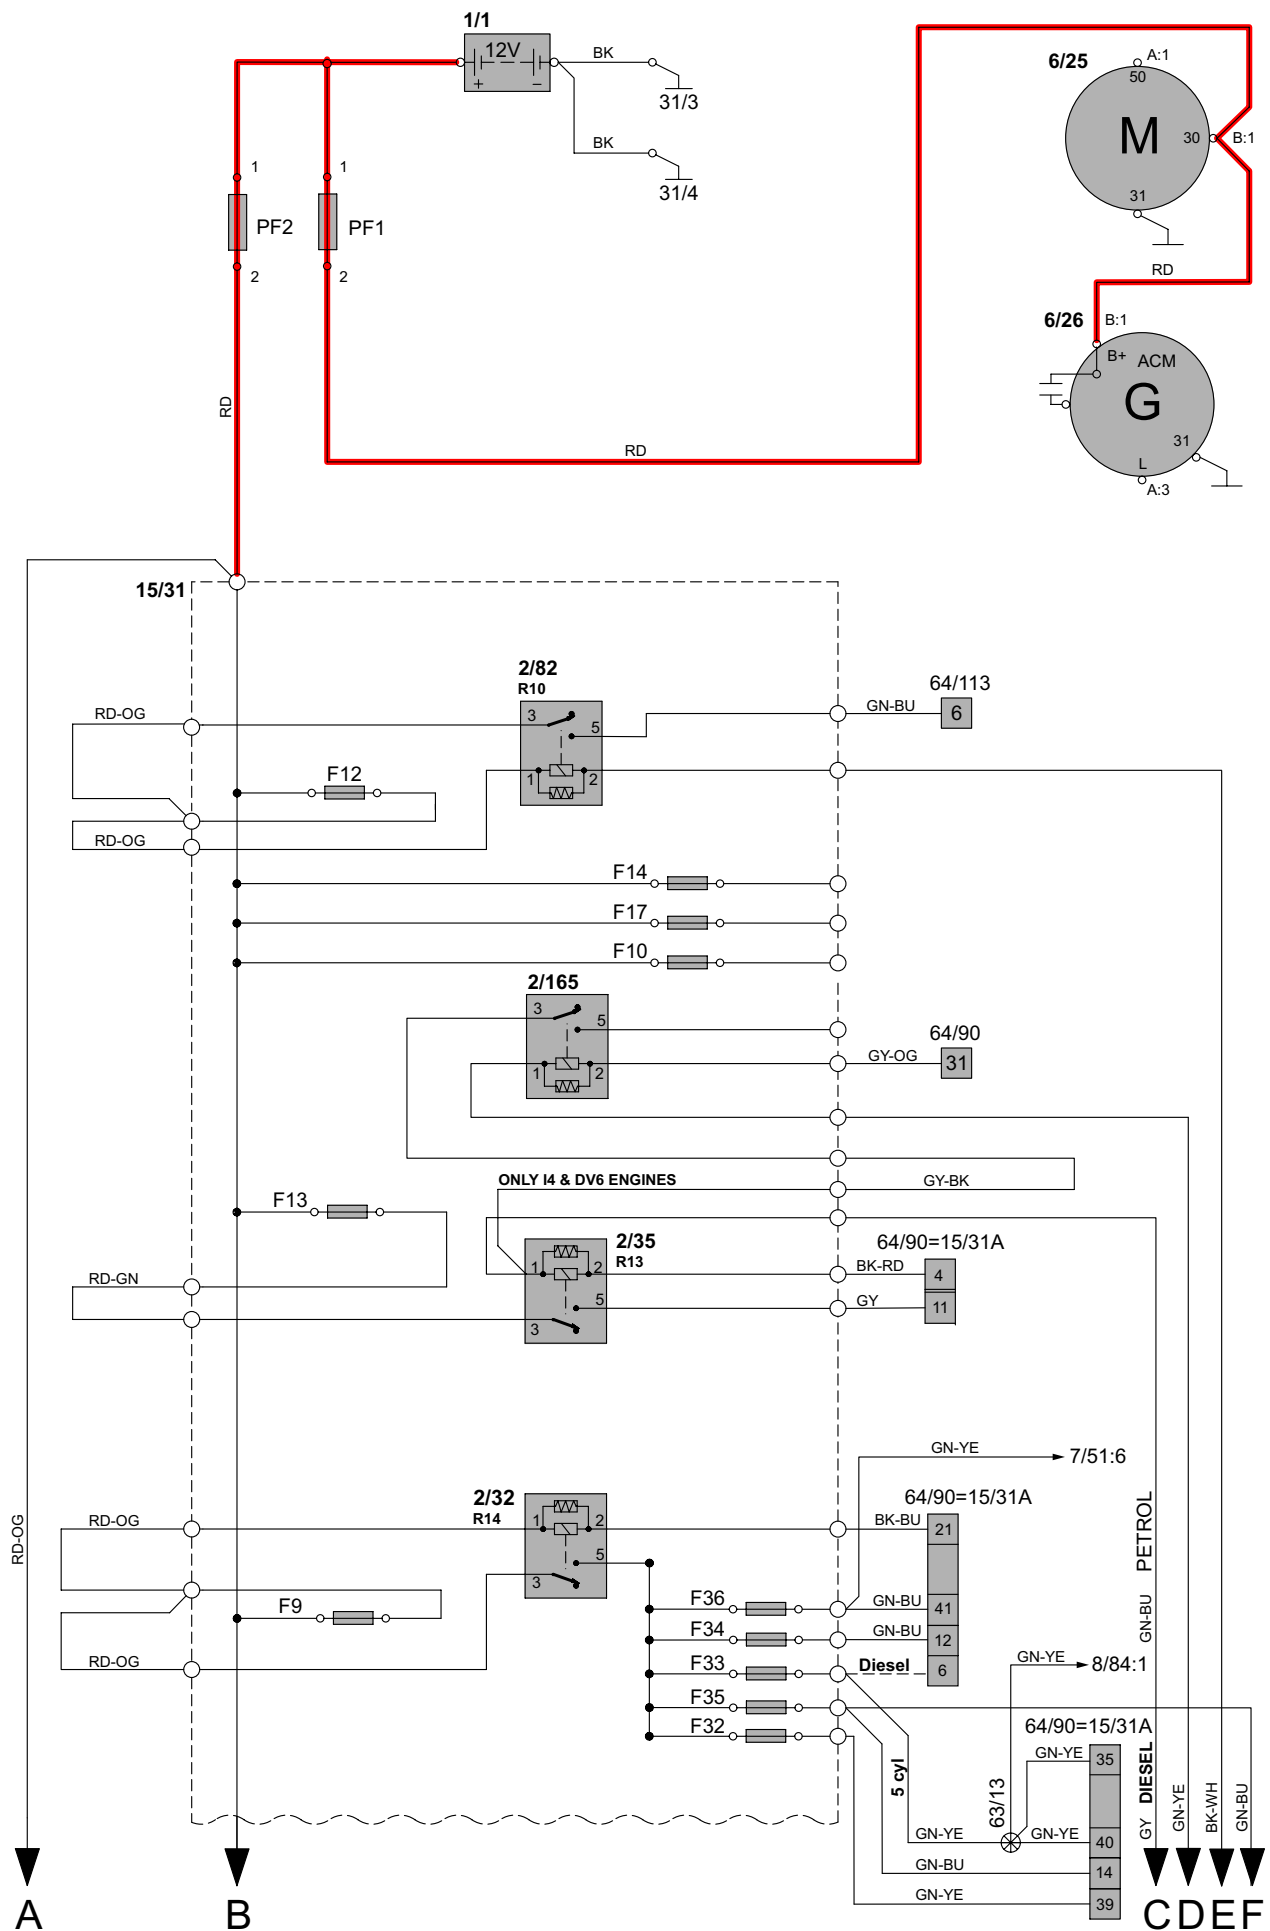 1/1
12V
+ −
BK
31/3
BK
31/4
6/25
A:1
50
M
30
B:1
31
RD
6/26
B:1
B+ ACM
G
31
L
A:3
1
PF2
2
1
PF1
2
RD
RD
15/31
2/82
R10
3
5
1
2
RD-OG
F12
RD-OG
GN-BU
64/113
6
F14
F17
F10
2/165
3
5
1
2
GY-OG
64/90
31
ONLY I4 & DV6 ENGINES
GY-BK
F13
RD-GN
2/35
R13
1
2
5
3
64/90=15/31A
BK-RD
4
GY
11
GN-YE
7/51:6
2/32
R14
1
2
5
3
RD-OG
F9
RD-OG
RD-OG
64/90=15/31A
BK-BU
21
F36
GN-BU
41
F34
GN-BU
12
F33
Diesel
6
F35
F32
GN-YE
8/84:1
64/90=15/31A
GN-YE
35
5 cyl
63/13
GN-YE
GN-YE
40
GN-BU
14
GN-YE
39
PETROL
GN-BU
DIESEL
GY
GN-YE
BK-WH
GN-BU
A
B
C
D
E
F